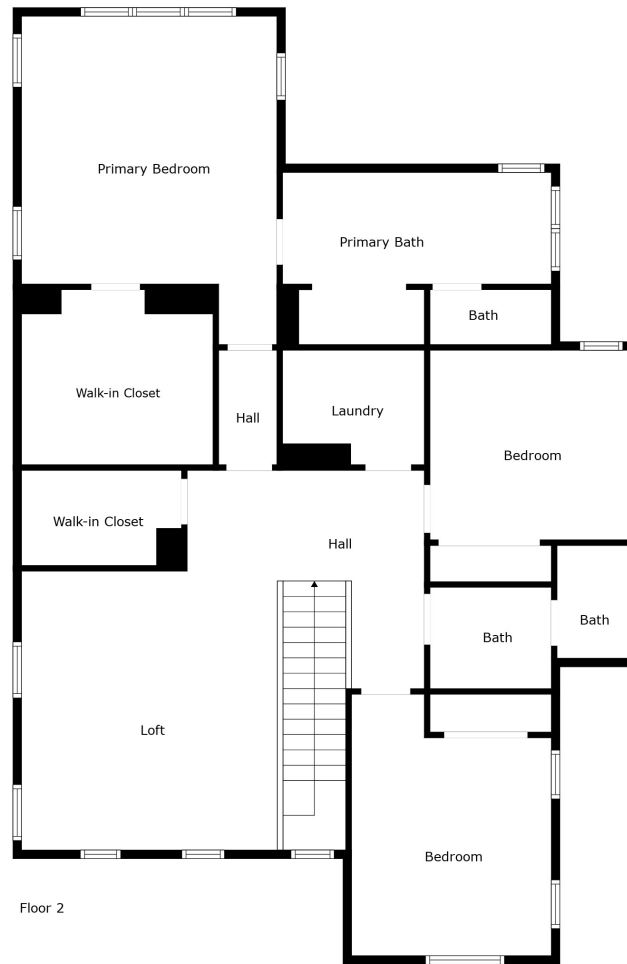 Primary Bedroom
Primary Bath
Bath
Walk-in Closet
Hall
Laundry
Bedroom
Walk-in Closet
Hall
Bath
Bath
Loft
Bedroom
Floor 2